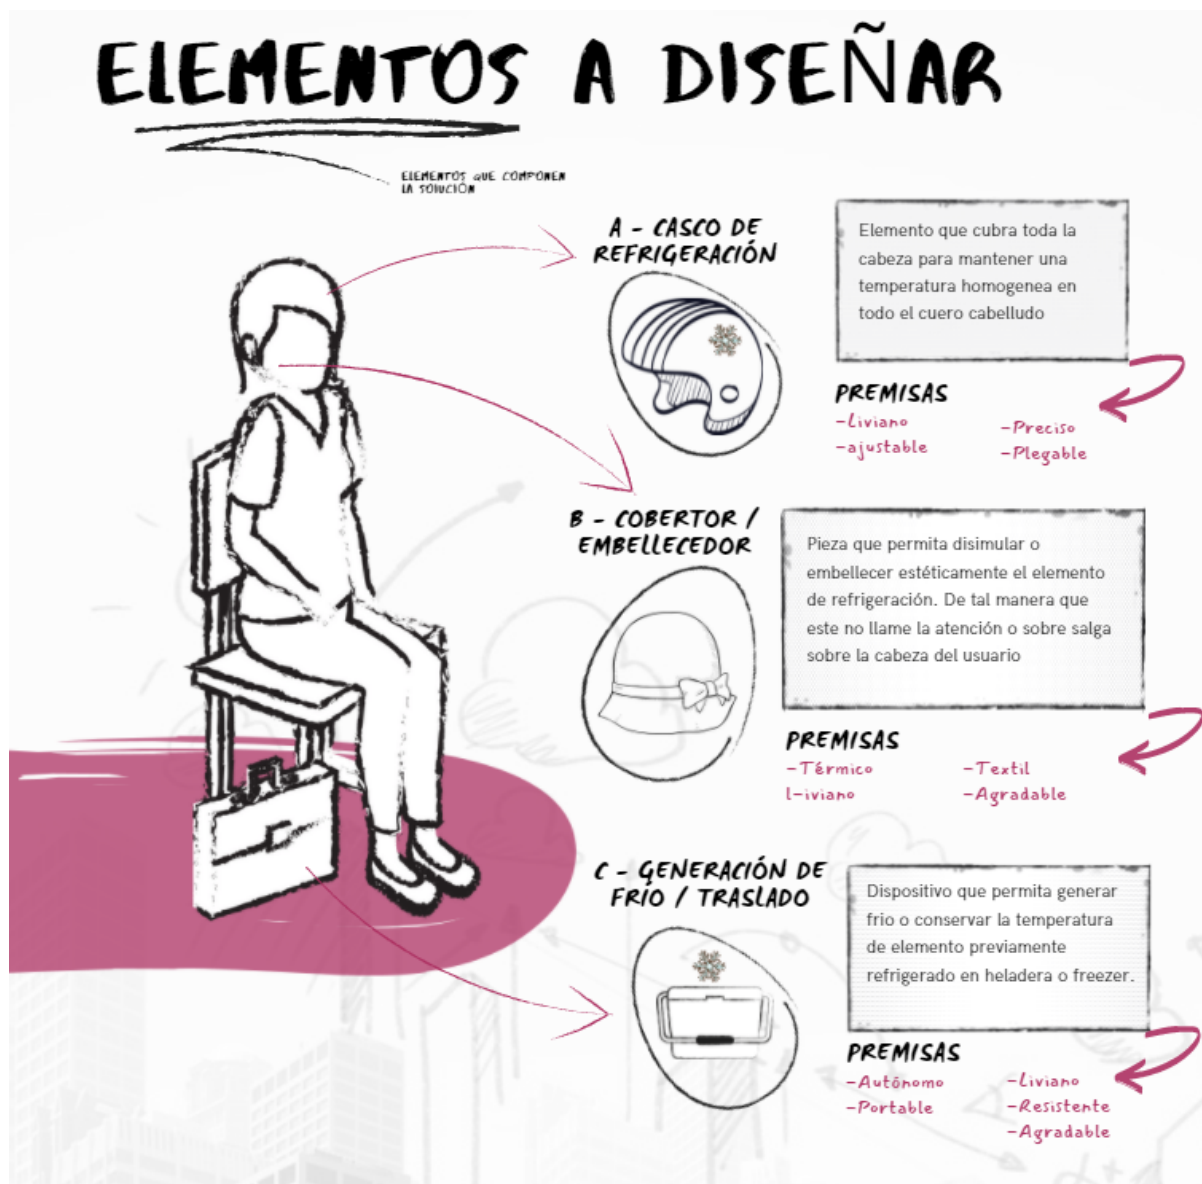 ELEMENTOS A DISEÑAR
ELEMENTOS QUE COMPONEN
LA SOLUCIÓN
A - CASCO DE
REFRIGERACIÓN
Elemento que cubra toda la
cabeza para mantener una
temperatura homogenea en
todo el cuero cabelludo
PREMISAS
-Liviano
-ajustable
-Preciso
-Plegable
B - COBERTOR /
EMBELLECEDOR
Pieza que permita disimular o
embellecer estéticamente el elemento
de refrigeración. De tal manera que
este no llame la atención o sobre salga
sobre la cabeza del usuario
PREMISAS
-Térmico
l-iviano
-Textil
-Agradable
C - GENERACIÓN DE
FRÍO / TRASLADO
Dispositivo que permita generar
frio o conservar la temperatura
de elemento previamente
refrigerado en heladera o freezer.
PREMISAS
-Autónomo
-Portable
-Liviano
-Resistente
-Agradable